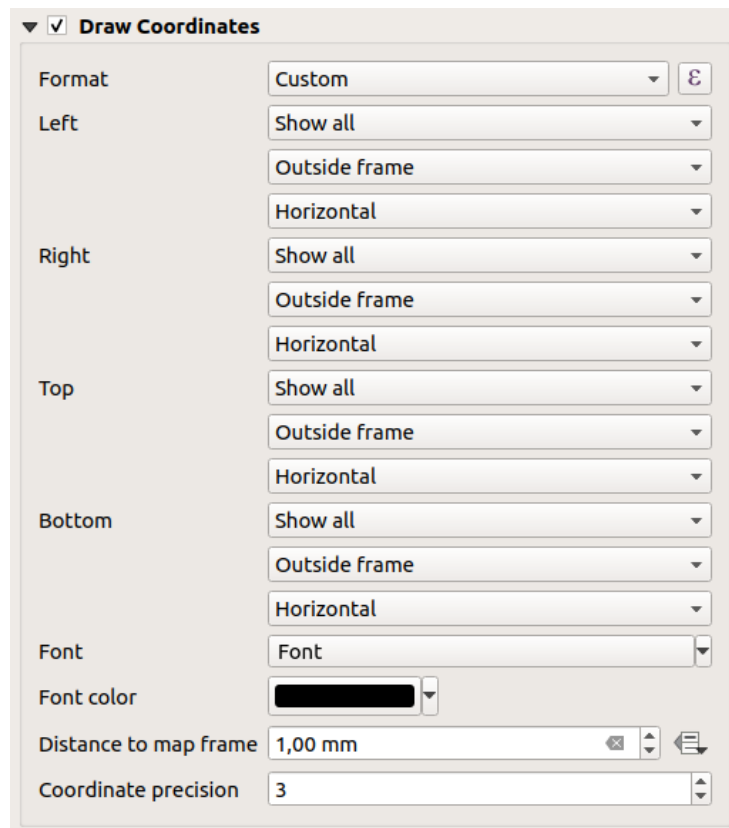 Draw Coordinates
Format Custom ε
Left Show all
Outside frame
Horizontal
Right Show all
Outside frame
Horizontal
Top Show all
Outside frame
Horizontal
Bottom Show all
Outside frame
Horizontal
Font Font
Font color
Distance to map frame 1,00 mm
Coordinate precision 3